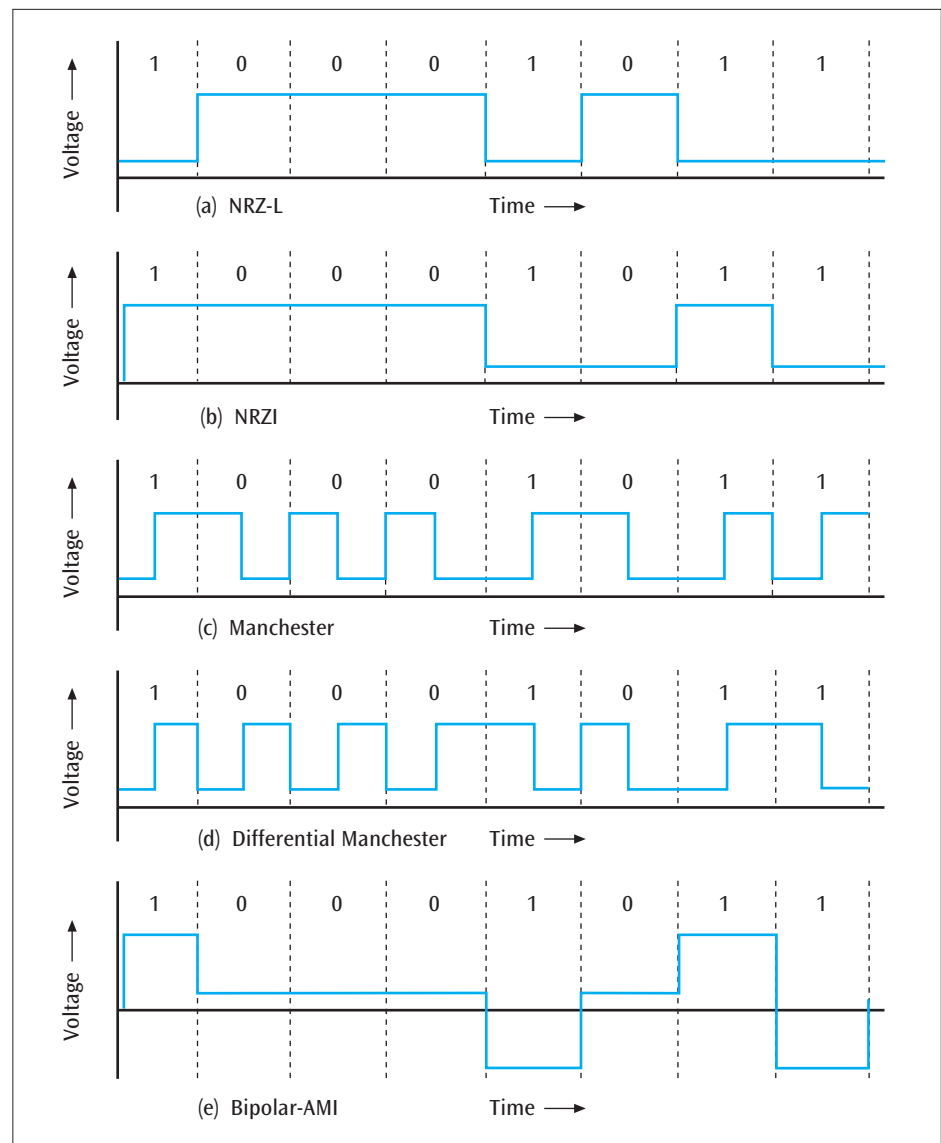 1 0 0 0 1 0 1 1
Voltage
(a) NRZ-L Time
1 0 0 0 1 0 1 1
Voltage
(b) NRZI Time
1 0 0 0 1 0 1 1
Voltage
(c) Manchester Time
1 0 0 0 1 0 1 1
Voltage
(d) Differential Manchester Time
1 0 0 0 1 0 1 1
Voltage
(e) Bipolar-AMI Time